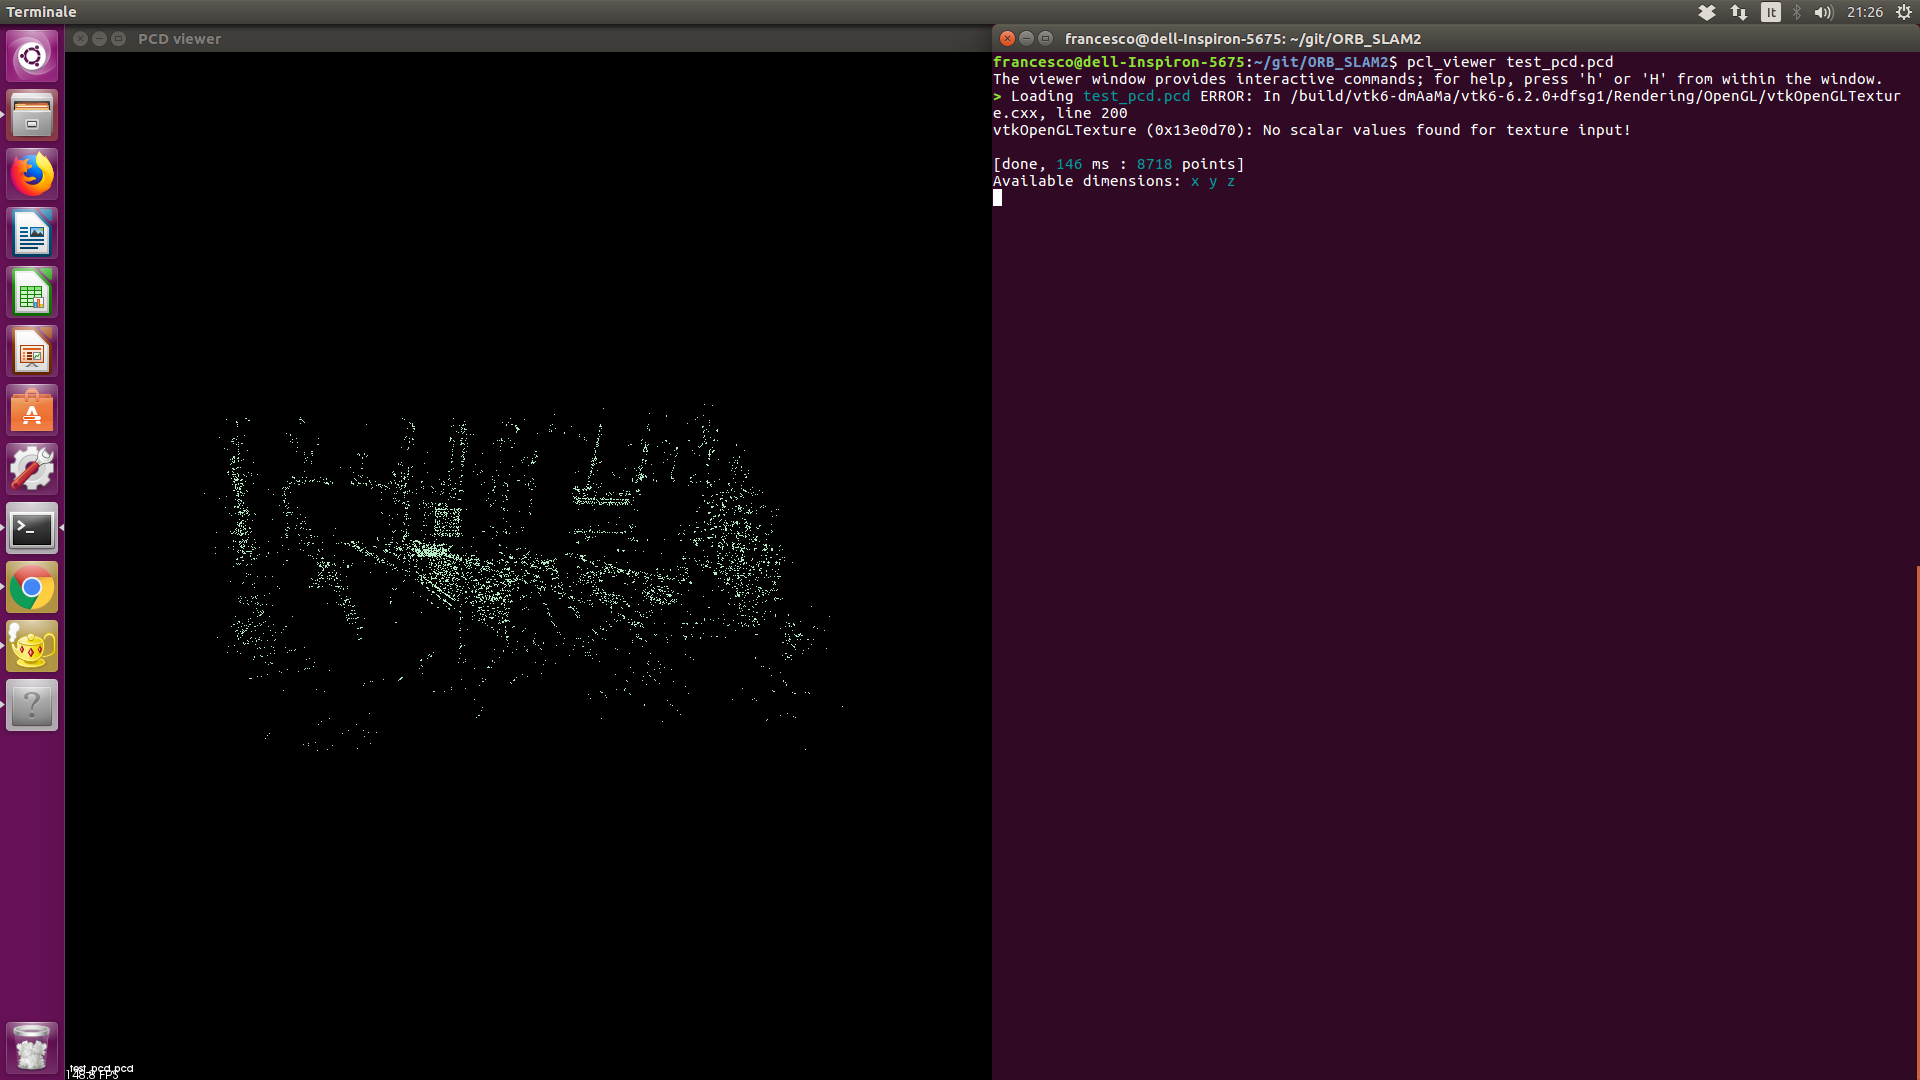 Terminale
It
21:26
PCD viewer
francesco@dell-Inspiron-5675: ~/git/ORB_SLAM2
francesco@dell-Inspiron-5675:~/git/ORB_SLAM2$ pcl_viewer test_pcd.pcd
The viewer window provides interactive commands; for help, press 'h' or 'H' from within the window.
> Loading test_pcd.pcd ERROR: In /build/vtk6-dmAaMa/vtk6-6.2.0+dfsg1/Rendering/OpenGL/vtkOpenGLTextur
e.cxx, line 200
vtkOpenGLTexture (0x13e0d70): No scalar values found for texture input!
[done, 146 ms : 8718 points]
Available dimensions: x y z
test_pcd.pcd
148.8 FPS